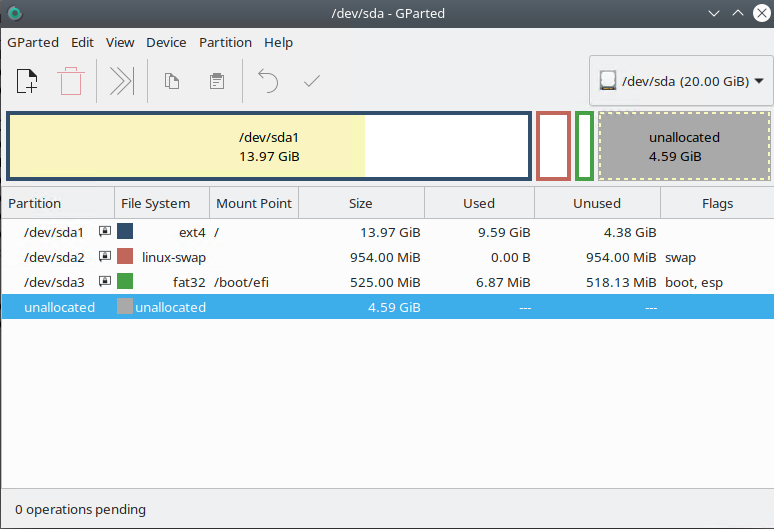 /dev/sda - GParted
GParted Edit View Device Partition Help
/dev/sda (20.00 GiB)
/dev/sda1
13.97 GiB
unallocated
4.59 GiB
Partition File System Mount Point Size Used Unused Flags
/dev/sda1 ext4 / 13.97 GiB 9.59 GiB 4.38 GiB
/dev/sda2 linux-swap 954.00 MiB 0.00 B 954.00 MiB swap
/dev/sda3 fat32 /boot/efi 525.00 MiB 6.87 MiB 518.13 MiB boot, esp
unallocated unallocated 4.59 GiB --- ---
0 operations pending